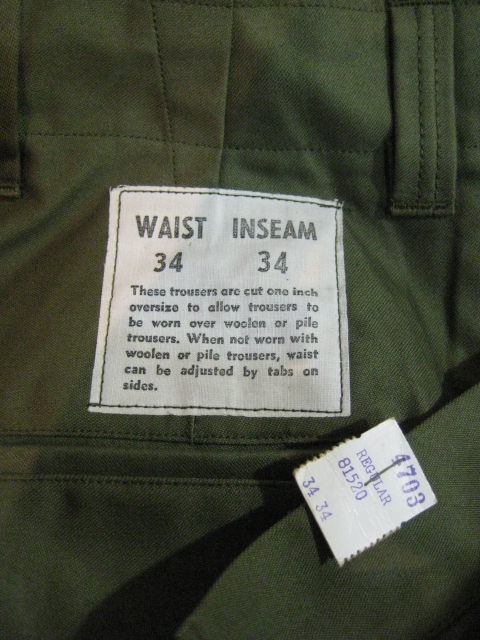 WAIST INSEAM
34 34
These trousers are cut one inch
oversize to allow trousers to
be worn over woolen or pile
trousers. When not worn with
woolen or pile trousers, waist
can be adjusted by tabs on
sides.
4703
REGULAR
81520
34 34